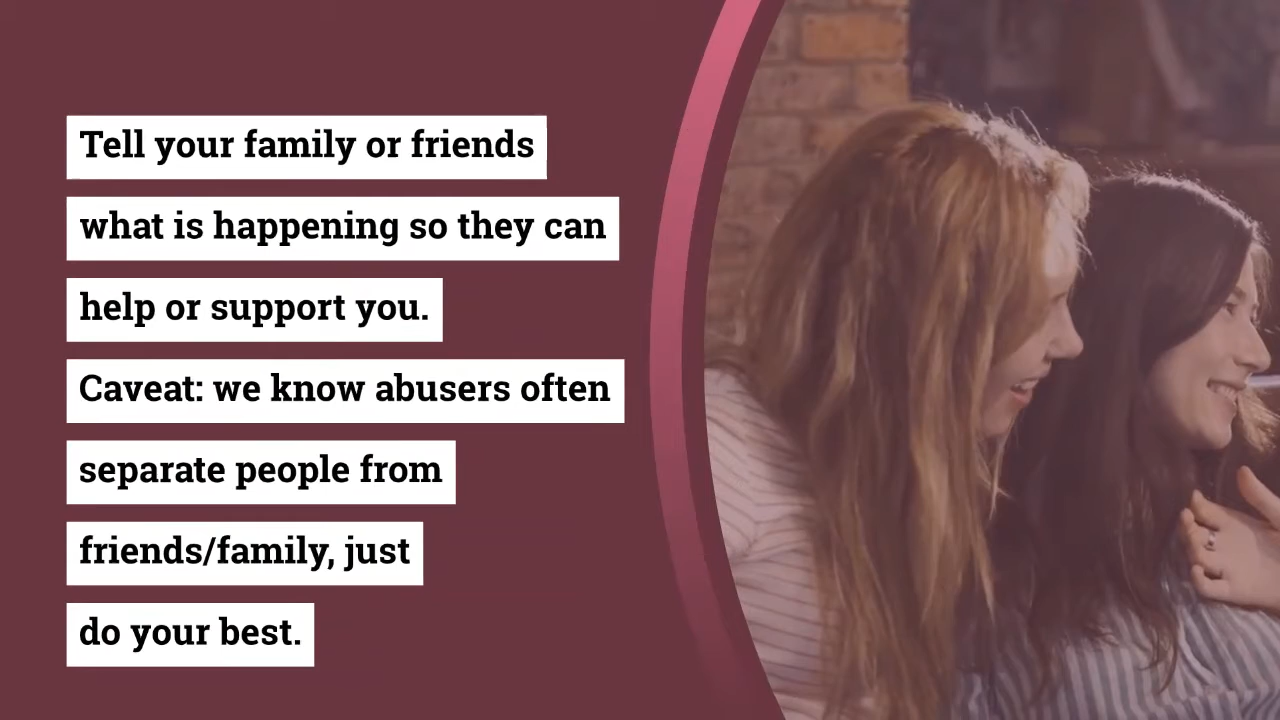 Tell your family or friends
what is happening so they can
help or support you.
Caveat: we know abusers often
separate people from
friends/family, just
do your best.